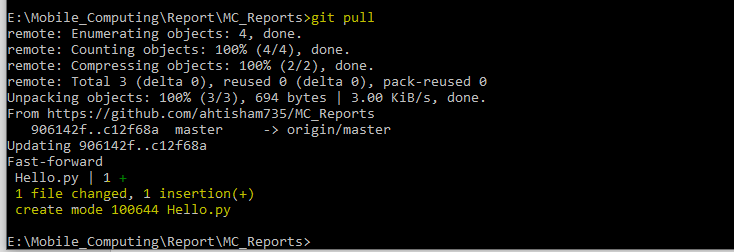 E:\Mobile_Computing\Report\MC_Reports>git pull
remote: Enumerating objects: 4, done.
remote: Counting objects: 100% (4/4), done.
remote: Compressing objects: 100% (2/2), done.
remote: Total 3 (delta 0), reused 0 (delta 0), pack-reused 0
Unpacking objects: 100% (3/3), 694 bytes | 3.00 KiB/s, done.
From https://github.com/ahtisham735/MC_Reports
   906142f..c12f68a  master     -> origin/master
Updating 906142f..c12f68a
Fast-forward
 Hello.py | 1 +
 1 file changed, 1 insertion(+)
 create mode 100644 Hello.py
E:\Mobile_Computing\Report\MC_Reports>